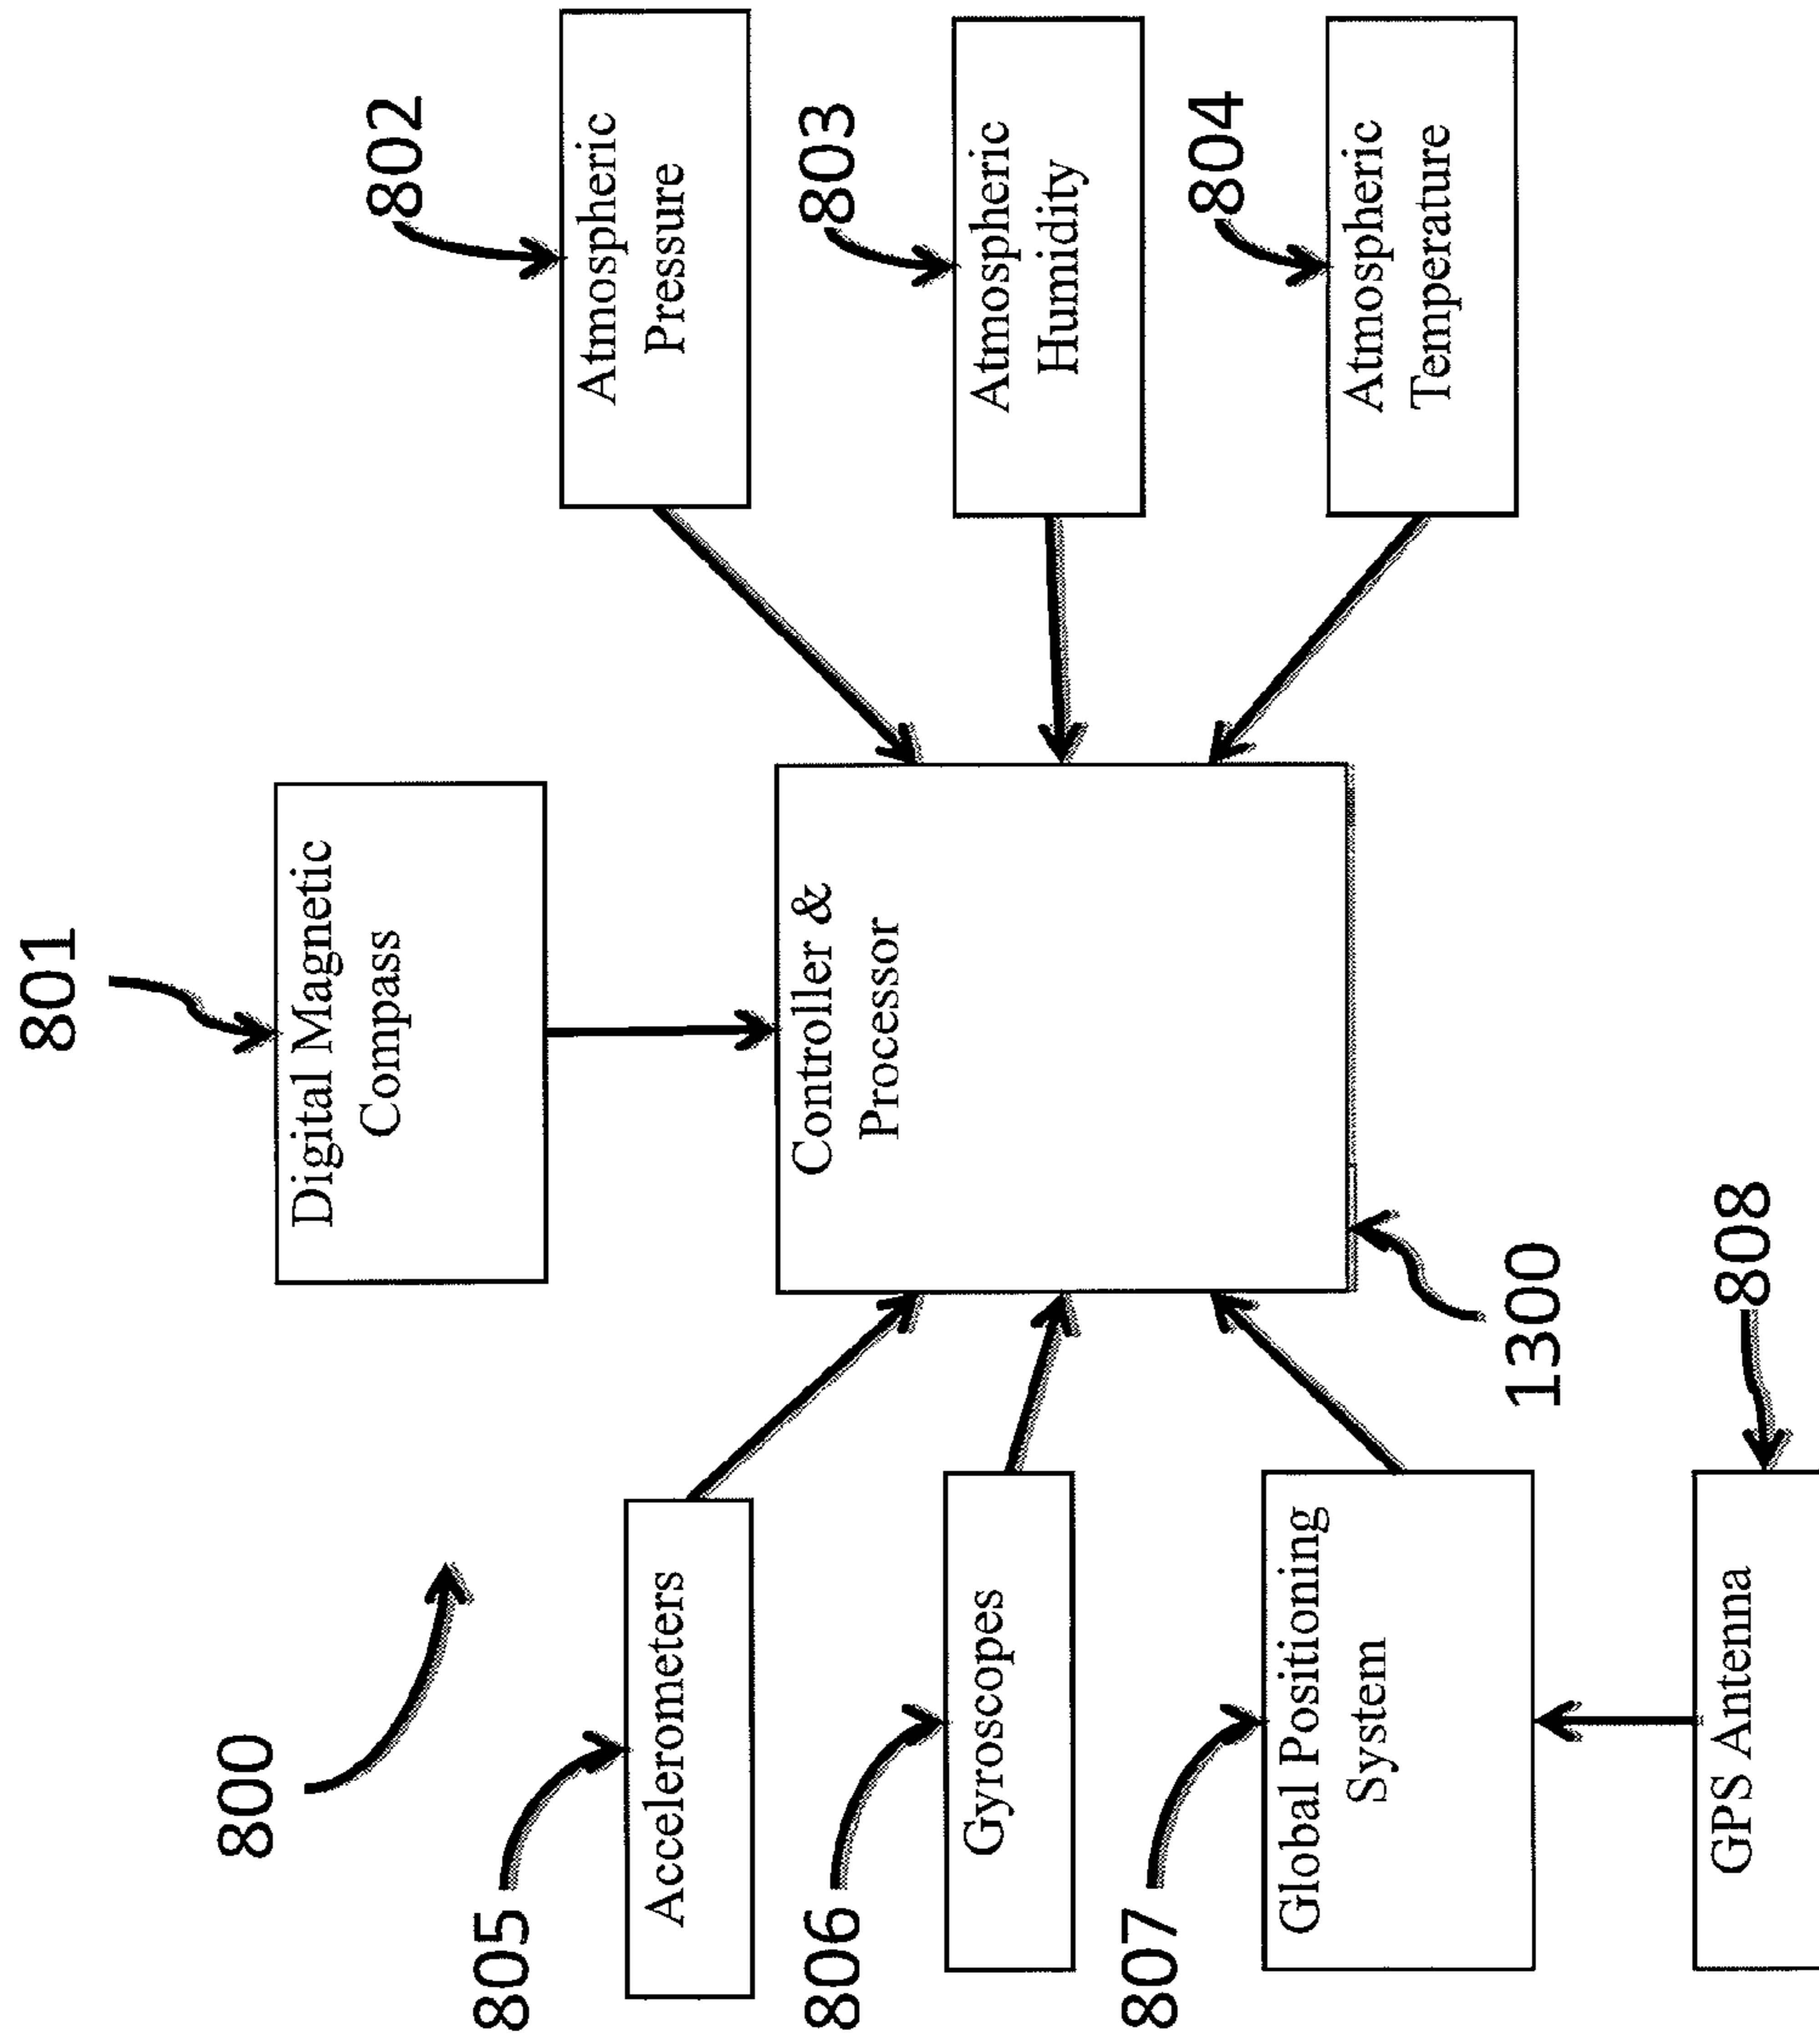 801
800
Digital Magnetic
Compass
802
805
Accelerometers
Atmospheric
Pressure
806
Gyroscopes
Controller &
Processor
803
Atmospheric
Humidity
807
Global Positioning
System
804
Atmospheric
Temperature
1300
808
GPS Antenna